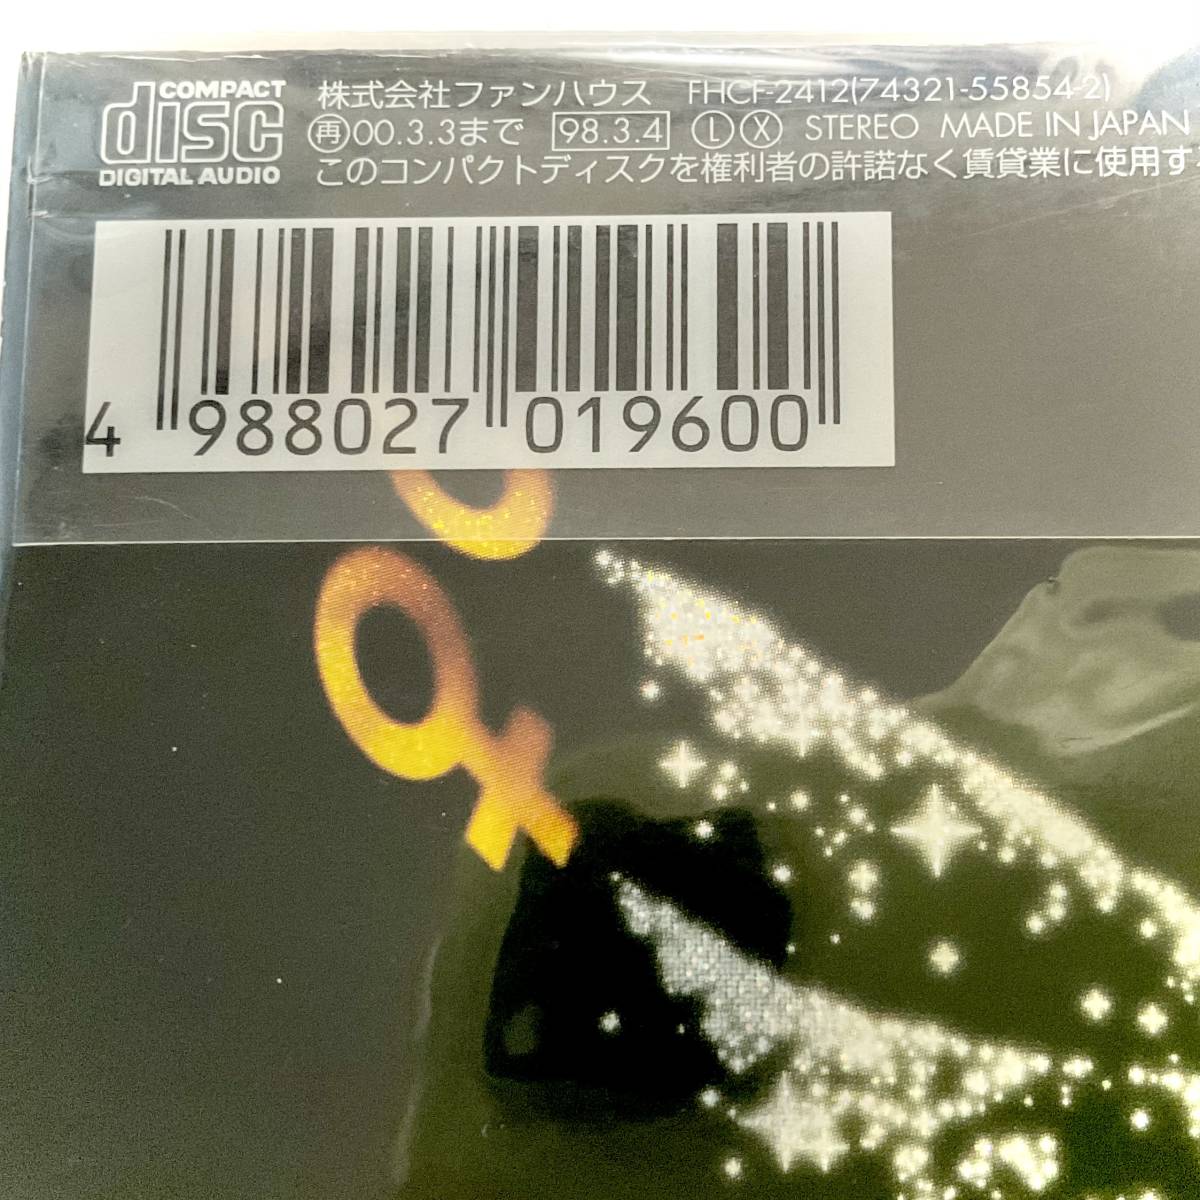 COMPACT
disc
DIGITAL AUDIO
株式会社ファンハウス FHCF-2412(74321-55854-2)
再00.3.3まで 98.3.4 Ⓛ Ⓧ STEREO MADE IN JAPAN
このコンパクトディスクを権利者の許諾なく賃貸業に使用す
4 988027 019600